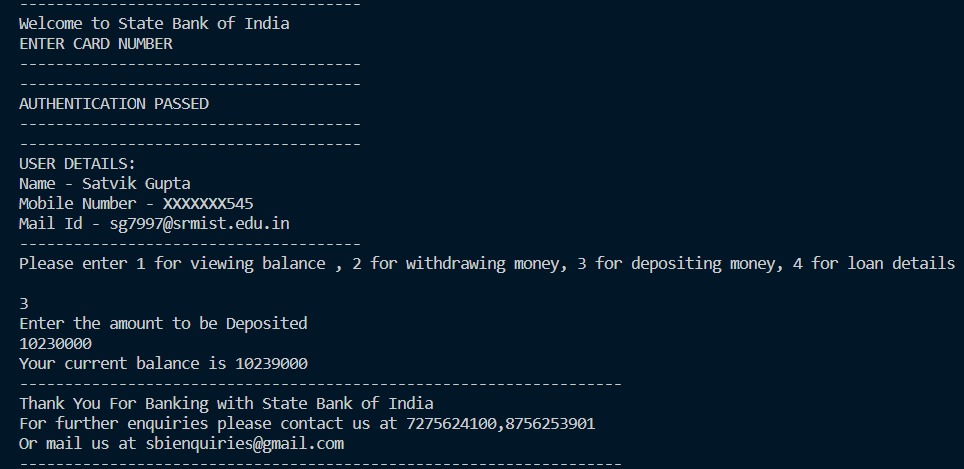 --------------------------------------
Welcome to State Bank of India
ENTER CARD NUMBER
--------------------------------------
--------------------------------------
AUTHENTICATION PASSED
--------------------------------------
--------------------------------------
USER DETAILS:
Name - Satvik Gupta
Mobile Number - XXXXXXX545
Mail Id - sg7997@srmist.edu.in
--------------------------------------
Please enter 1 for viewing balance , 2 for withdrawing money, 3 for depositing money, 4 for loan details
3
Enter the amount to be Deposited
10230000
Your current balance is 10239000
-------------------------------------------------------------------
Thank You For Banking with State Bank of India
For further enquiries please contact us at 7275624100,8756253901
Or mail us at sbienquiries@gmail.com
-------------------------------------------------------------------